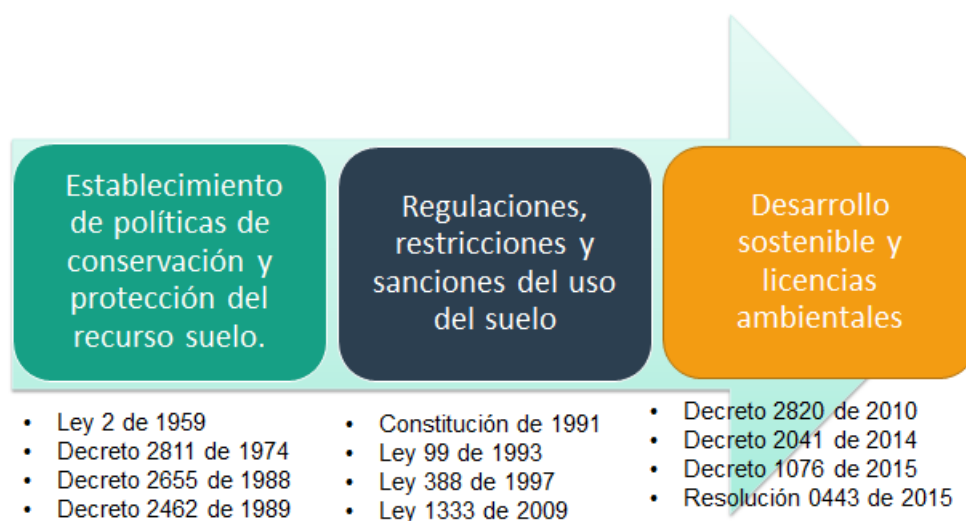 Establecimiento
de políticas de
conservación y
protección del
recurso suelo.
Regulaciones,
restricciones y
sanciones del uso
del suelo
Desarrollo
sostenible y
licencias
ambientales
• Ley 2 de 1959
• Decreto 2811 de 1974
• Decreto 2655 de 1988
• Decreto 2462 de 1989
• Constitución de 1991
• Ley 99 de 1993
• Ley 388 de 1997
• Ley 1333 de 2009
• Decreto 2820 de 2010
• Decreto 2041 de 2014
• Decreto 1076 de 2015
• Resolución 0443 de 2015